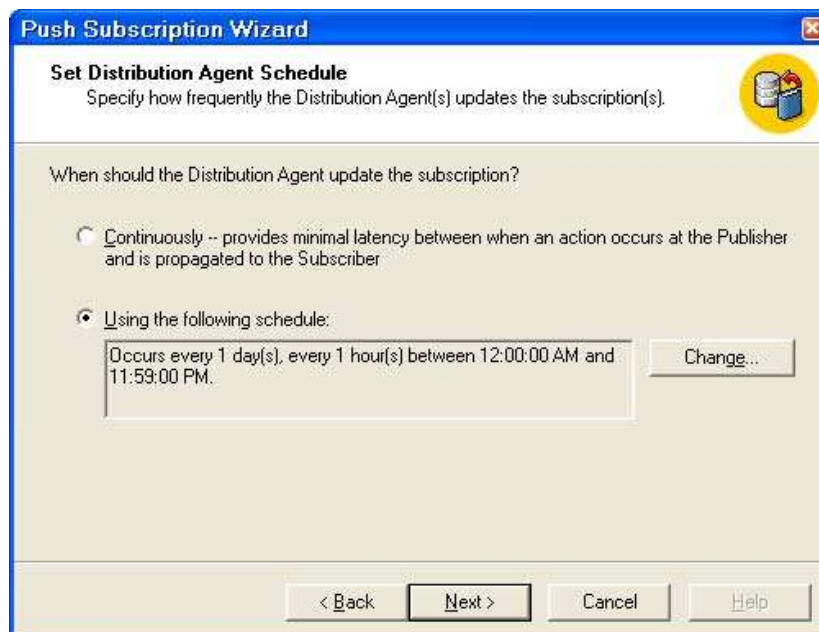 Push Subscription Wizard
Set Distribution Agent Schedule
Specify how frequently the Distribution Agent(s) updates the subscription(s).
When should the Distribution Agent update the subscription?
Continuously -- provides minimal latency between when an action occurs at the Publisher
and is propagated to the Subscriber
Using the following schedule:
Occurs every 1 day(s), every 1 hour(s) between 12:00:00 AM and
11:59:00 PM.
Change...
< Back
Next >
Cancel
Help